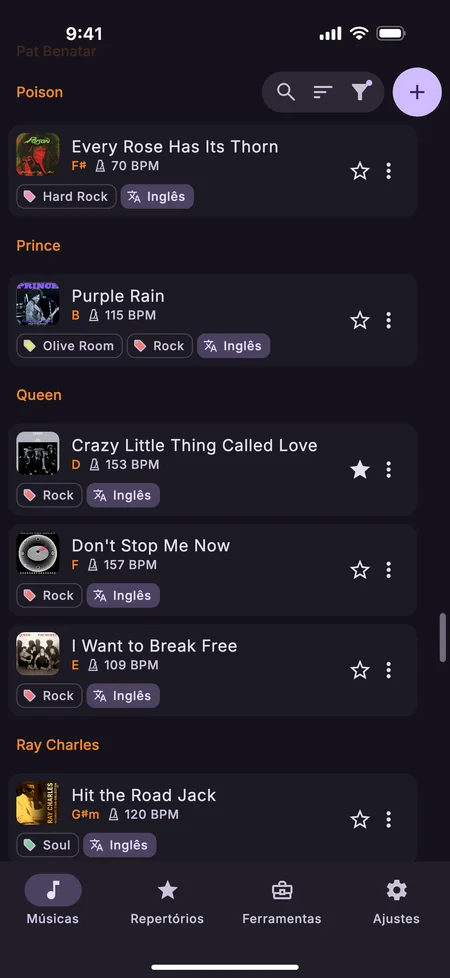 9:41
Pat Benatar
Poison
Every Rose Has Its Thorn
F# 70 BPM
Hard Rock Inglês
Prince
PRINCE
Purple Rain
B 115 BPM
Olive Room Rock Inglês
Queen
Crazy Little Thing Called Love
D 153 BPM
Rock Inglês
Don't Stop Me Now
F 157 BPM
Rock Inglês
I Want to Break Free
E 109 BPM
Rock Inglês
Ray Charles
RAY CHARLES
Hit the Road Jack
G#m 120 BPM
Soul Inglês
Músicas Repertórios Ferramentas Ajustes